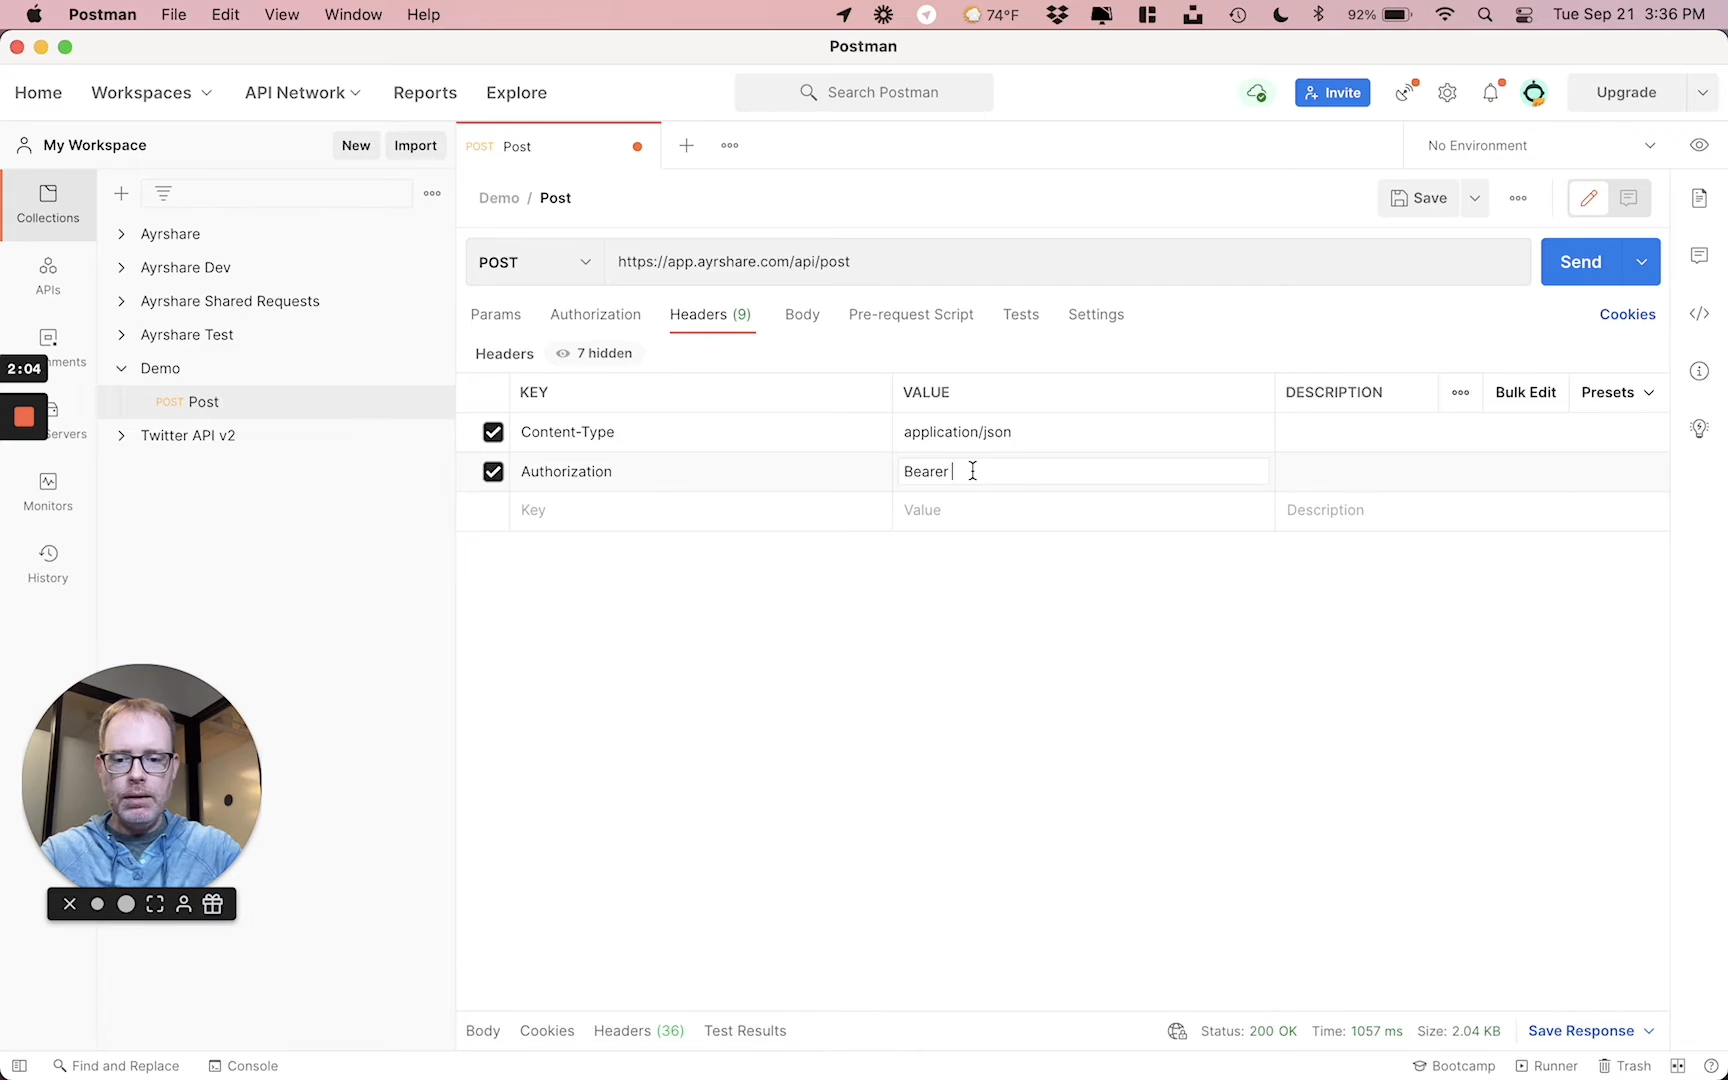 Postman File Edit View Window Help 74°F 92% Tue Sep 21 3:36 PM
Postman
Home Workspaces API Network Reports Explore Search Postman Invite Upgrade
My Workspace New Import POST Post No Environment
Collections
Demo / Post Save
Ayrshare
POST https://app.ayrshare.com/api/post Send
Ayrshare Dev
APIs
Ayrshare Shared Requests
Params Authorization Headers (9) Body Pre-request Script Tests Settings Cookies
Ayrshare Test
Headers 7 hidden
2:04 nments
Demo
KEY VALUE DESCRIPTION Bulk Edit Presets
POST Post
ervers
Content-Type application/json
Twitter API v2
Authorization Bearer
Monitors
Key Value Description
History
Body Cookies Headers (36) Test Results Status: 200 OK Time: 1057 ms Size: 2.04 KB Save Response
Find and Replace Console Bootcamp Runner Trash